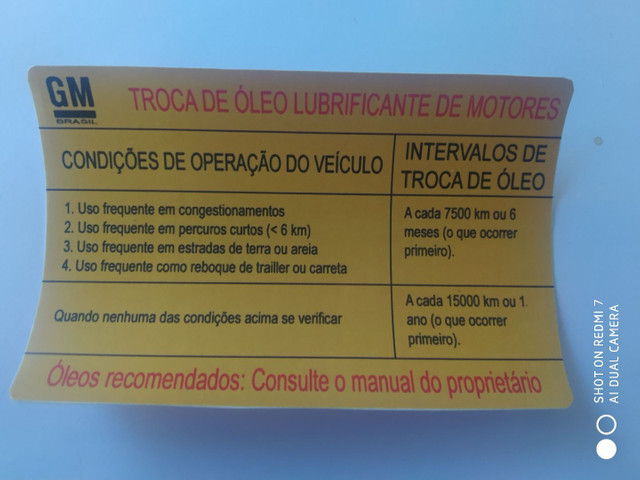 GM
BRASIL
TROCA DE ÓLEO LUBRIFICANTE DE MOTORES
CONDIÇÕES DE OPERAÇÃO DO VEÍCULO
INTERVALOS DE
TROCA DE ÓLEO
1. Uso frequente em congestionamentos
2. Uso frequente em percuros curtos (< 6 km)
3. Uso frequente em estradas de terra ou areia
4. Uso frequente como reboque de trailler ou carreta
A cada 7500 km ou 6
meses (o que ocorrer
primeiro).
Quando nenhuma das condições acima se verificar
A cada 15000 km ou 1
ano (o que ocorrer
primeiro).
Óleos recomendados: Consulte o manual do proprietário
SHOT ON REDMI 7
AI DUAL CAMERA